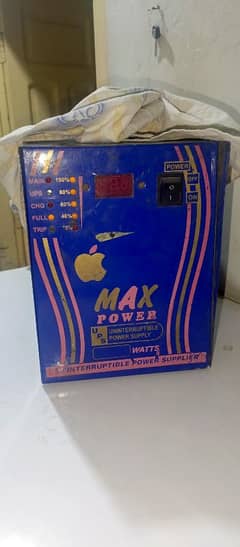 POWER
MAIN 100%
UPS 80%
CHG 60%
FULL 40%
TRIP
OFF
ON
MAX
POWER
UPS UNINTERRUPTIBLE
POWER SUPPLY
WATTS
UNINTERRUPTIBLE POWER SUPPLIER